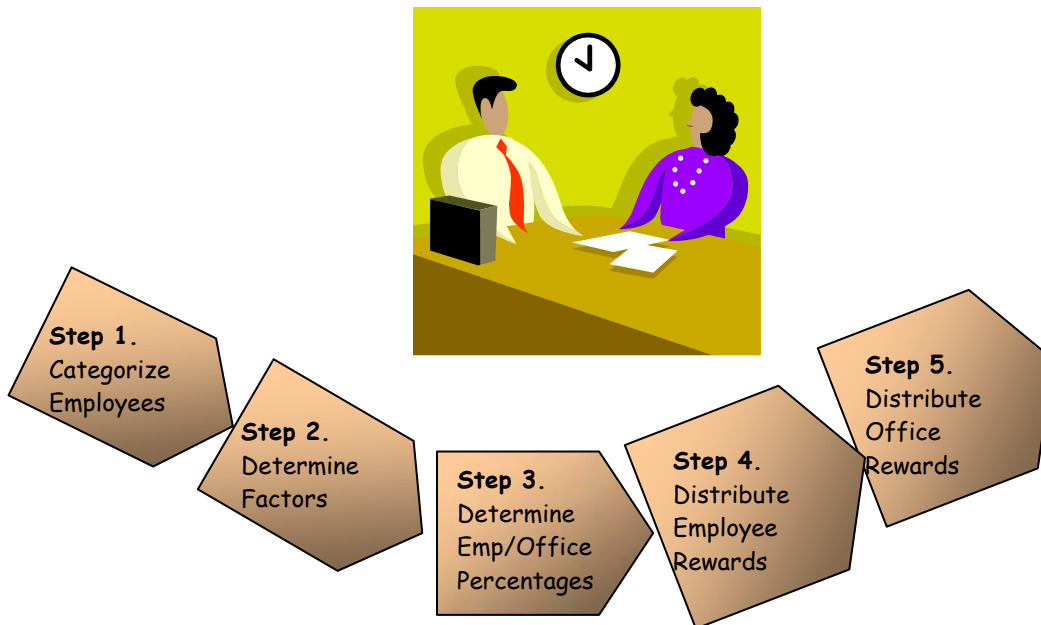 Step 1.
Categorize
Employees
Step 2.
Determine
Factors
Step 3.
Determine
Emp/Office
Percentages
Step 4.
Distribute
Employee
Rewards
Step 5.
Distribute
Office
Rewards